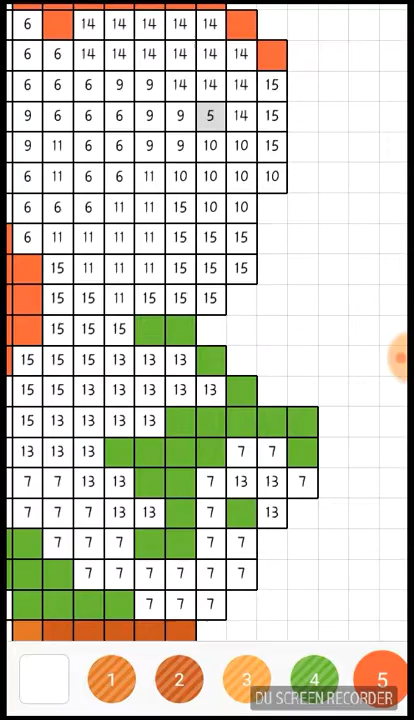 6 14 14 14 14 14
6 6 14 14 14 14 14 14
6 6 6 9 9 14 14 14 15
9 6 6 6 9 9 5 14 15
9 11 6 6 9 9 10 10 15
6 11 6 6 11 10 10 10 10
6 6 6 11 11 15 10 10
6 11 11 11 11 15 15 15
15 11 11 11 15 15 15
15 15 11 15 15 15
15 15 15
15 15 15 13 13 13
15 15 13 13 13 13 13
15 13 13 13 13
13 13 13 7 7
7 7 13 13 7 13 13 7
7 7 7 13 13 7 13
7 7 7 7 7
7 7 7 7 7 7
7 7 7
1 2 3 4 5
DU SCREEN RECORDER